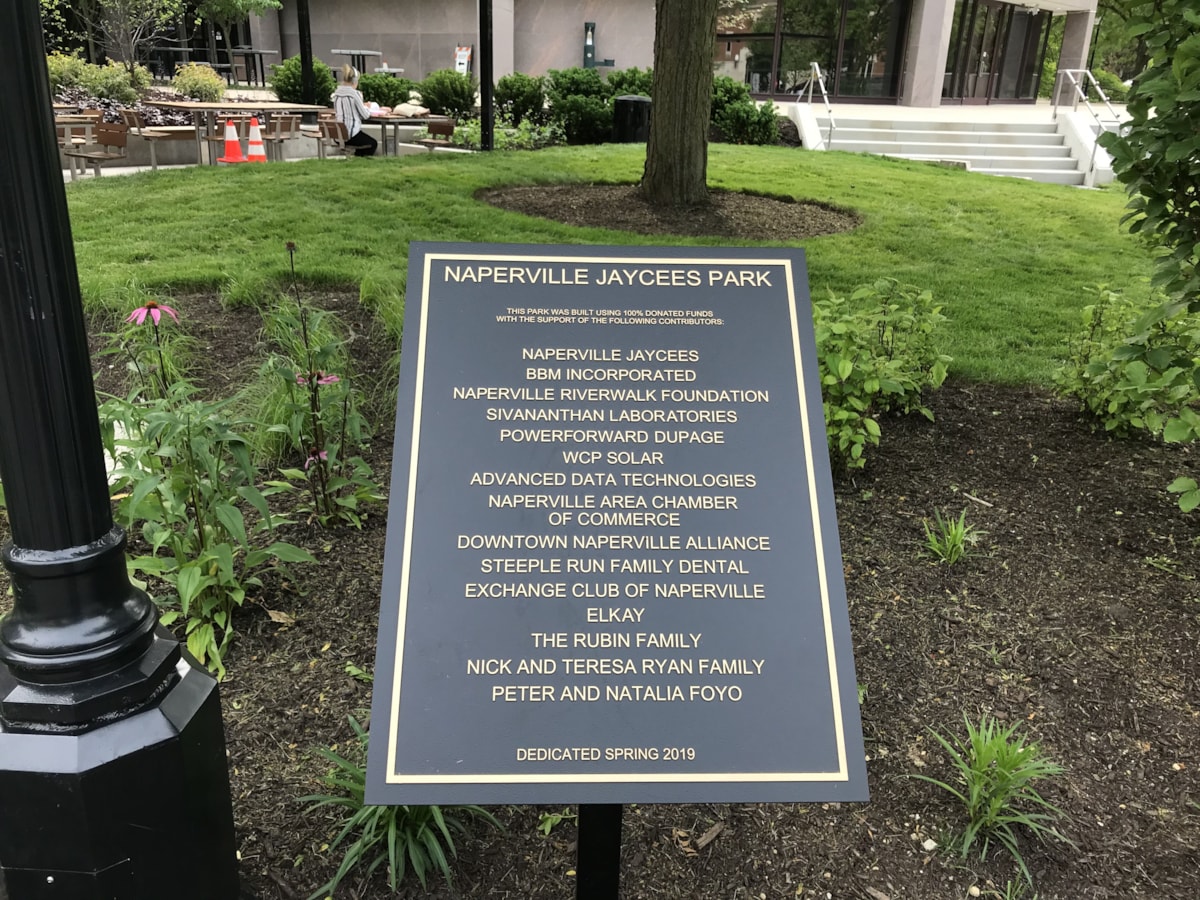 NAPERVILLE JAYCEES PARK
THIS PARK WAS BUILT USING 100% DONATED FUNDS
WITH THE SUPPORT OF THE FOLLOWING CONTRIBUTORS:
NAPERVILLE JAYCEES
BBM INCORPORATED
NAPERVILLE RIVERWALK FOUNDATION
SIVANANTHAN LABORATORIES
POWERFORWARD DUPAGE
WCP SOLAR
ADVANCED DATA TECHNOLOGIES
NAPERVILLE AREA CHAMBER
OF COMMERCE
DOWNTOWN NAPERVILLE ALLIANCE
STEEPLE RUN FAMILY DENTAL
EXCHANGE CLUB OF NAPERVILLE
ELKAY
THE RUBIN FAMILY
NICK AND TERESA RYAN FAMILY
PETER AND NATALIA FOYO
DEDICATED SPRING 2019